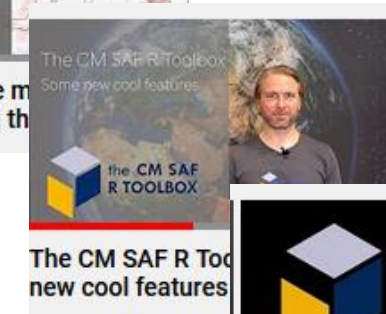 e m
th
The CM SAF R Toolbox
Some new cool features
the CM SAF
R TOOLBOX
The CM SAF R Too
new cool features